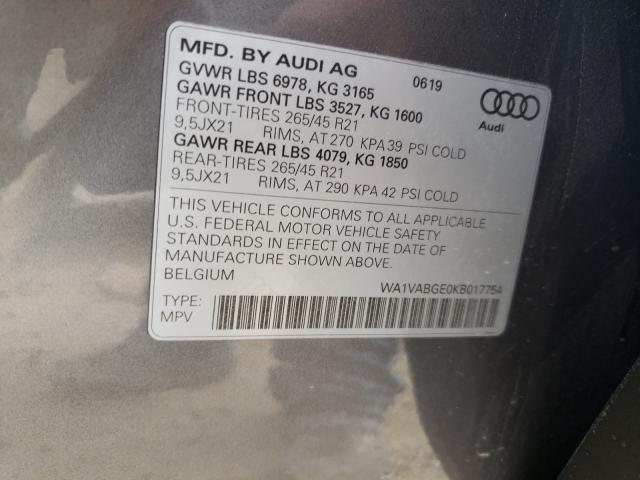 MFD. BY AUDI AG 0619
GVWR LBS 6978, KG 3165
GAWR FRONT LBS 3527, KG 1600
FRONT-TIRES 265/45 R21
9,5JX21 RIMS, AT 270 KPA 39 PSI COLD
GAWR REAR LBS 4079, KG 1850
REAR-TIRES 265/45 R21
9,5JX21 RIMS, AT 290 KPA 42 PSI COLD
Audi
THIS VEHICLE CONFORMS TO ALL APPLICABLE
U.S. FEDERAL MOTOR VEHICLE SAFETY
STANDARDS IN EFFECT ON THE DATE OF
MANUFACTURE SHOWN ABOVE.
BELGIUM WA1VABGE0KB017754
TYPE:
MPV